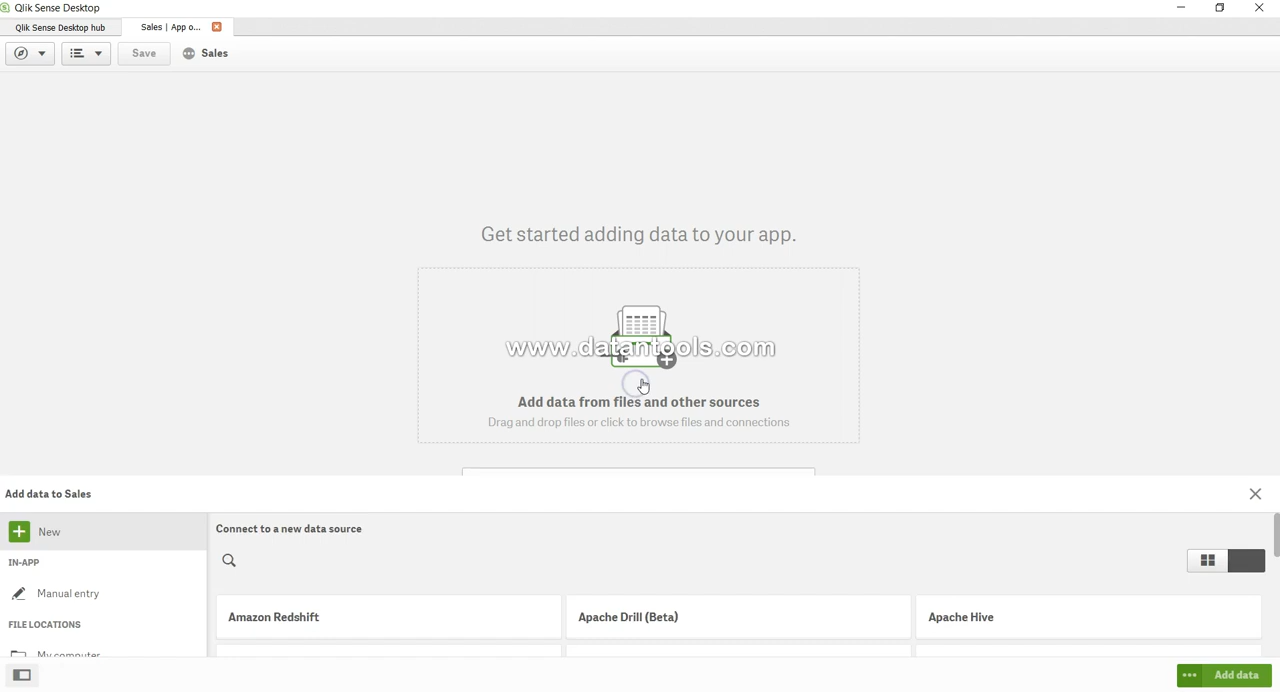 Qlik Sense Desktop
Qlik Sense Desktop hub
Sales | App o...
Save
Sales
Get started adding data to your app.
www.datantools.com
Add data from files and other sources
Drag and drop files or click to browse files and connections
Add data to Sales
New
Connect to a new data source
IN-APP
Manual entry
FILE LOCATIONS
Amazon Redshift
Apache Drill (Beta)
Apache Hive
My computer
Add data